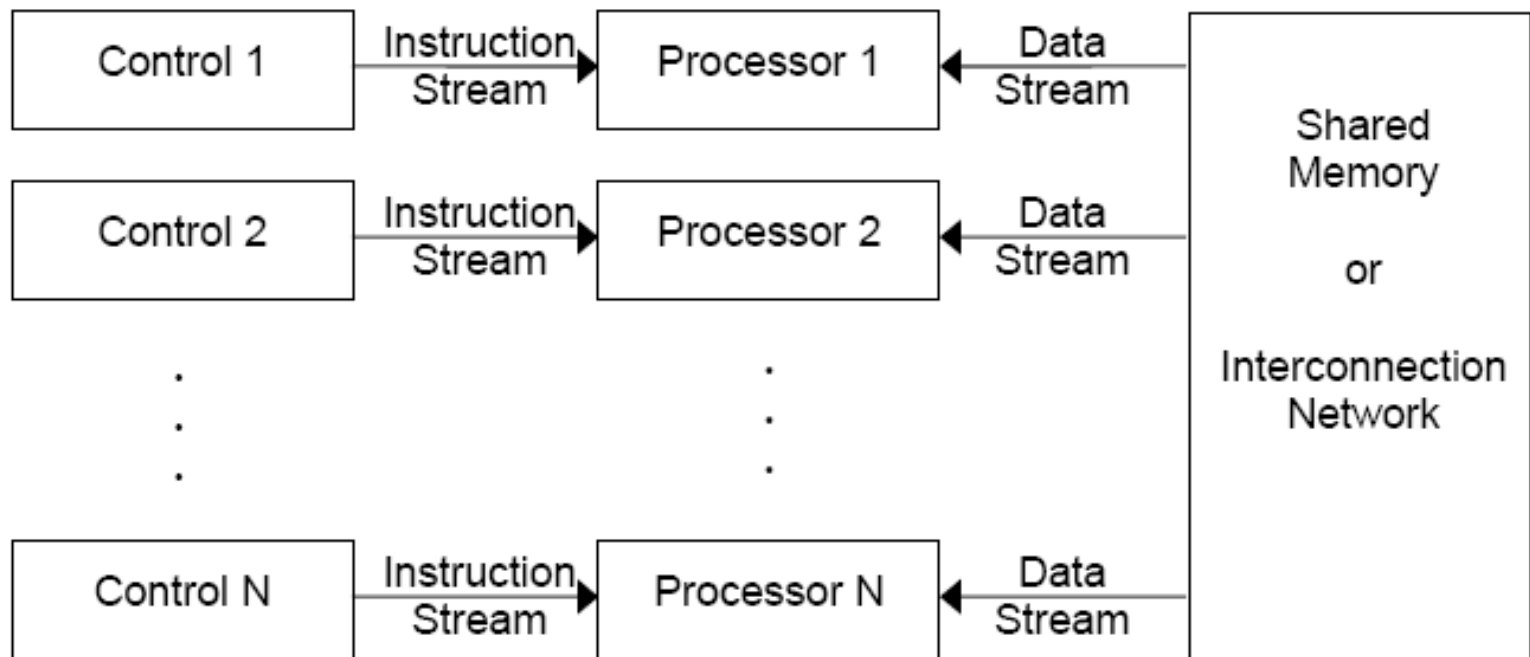 Control 1
Instruction
Stream
Processor 1
Data
Stream
Control 2
Instruction
Stream
Processor 2
Data
Stream
Shared
Memory
or
Interconnection
Network
.
.
.
.
.
.
Control N
Instruction
Stream
Processor N
Data
Stream